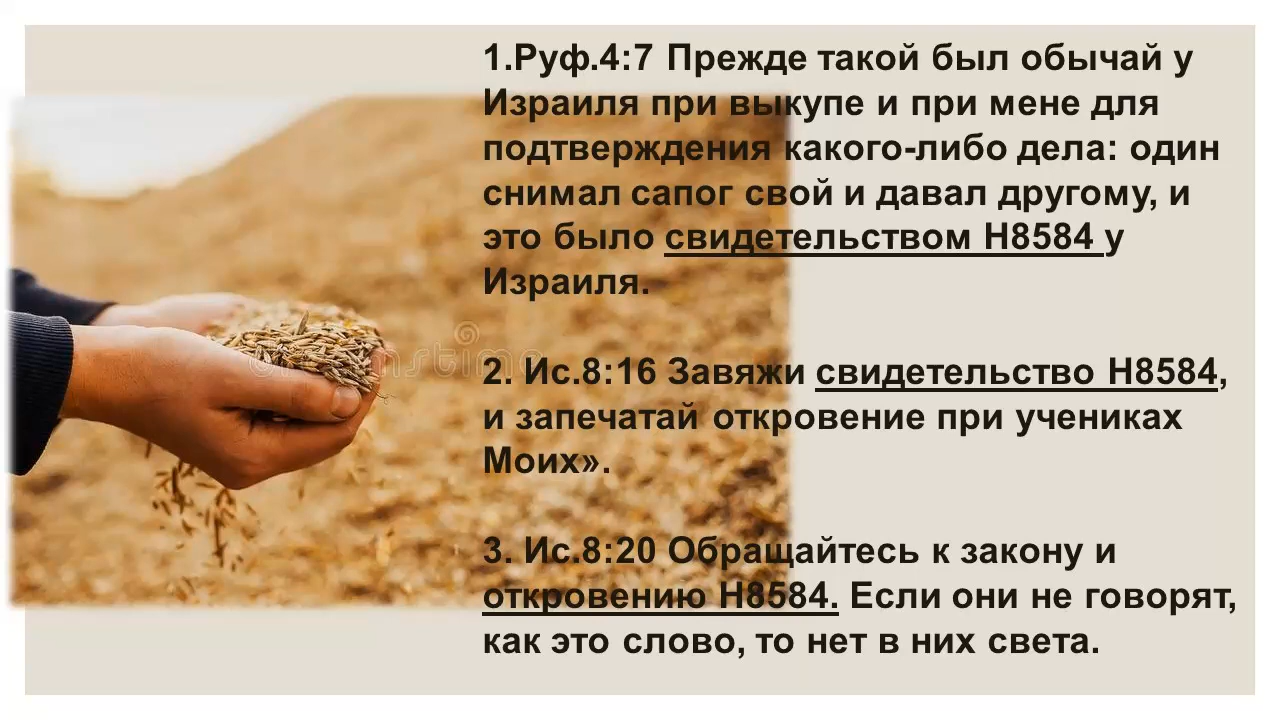 1.Руф.4:7 Прежде такой был обычай у
Израиля при выкупе и при мене для
подтверждения какого-либо дела: один
снимал сапог свой и давал другому, и
это было свидетельством H8584 у
Израиля.
2. Ис.8:16 Завяжи свидетельство H8584,
и запечатай откровение при учениках
Моих».
3. Ис.8:20 Обращайтесь к закону и
откровению H8584. Если они не говорят,
как это слово, то нет в них света.